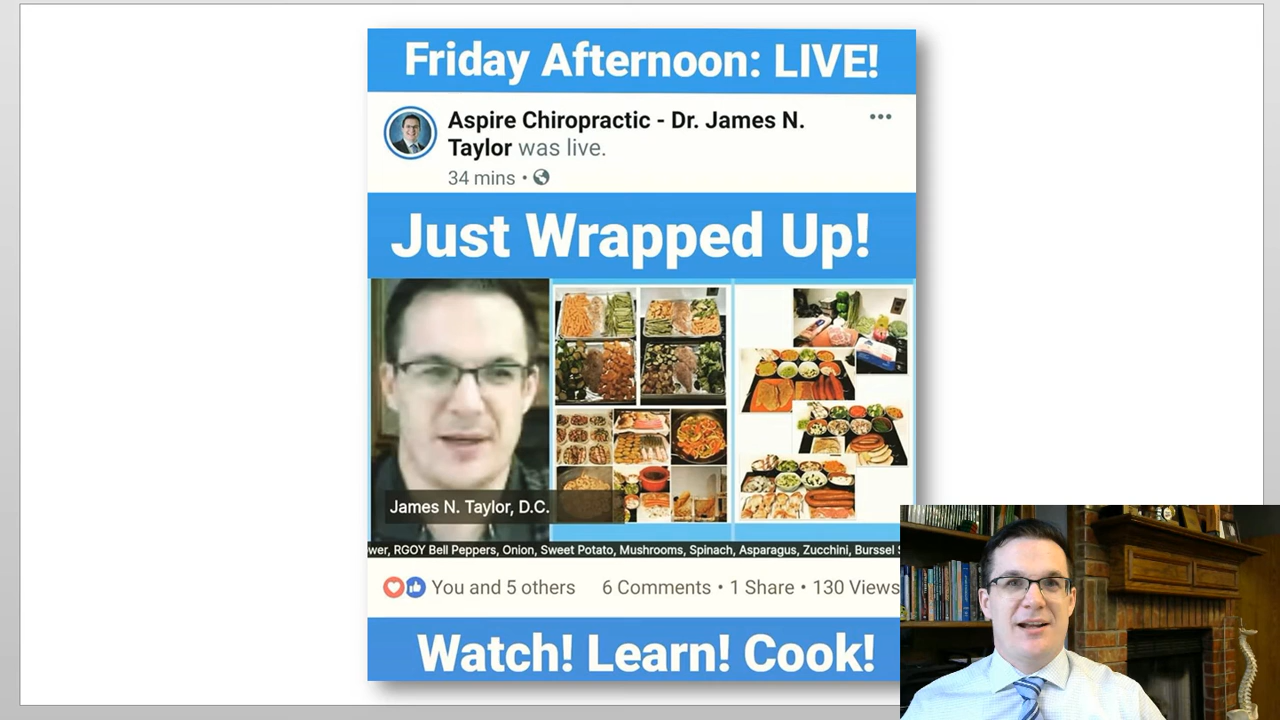 Friday Afternoon: LIVE!
Aspire Chiropractic - Dr. James N.
Taylor was live.
34 mins •
Just Wrapped Up!
James N. Taylor, D.C.
wer, RGOY Bell Peppers, Onion, Sweet Potato, Mushrooms, Spinach, Asparagus, Zucchini, Burssel S
You and 5 others 6 Comments • 1 Share • 130 Views
Watch! Learn! Cook!